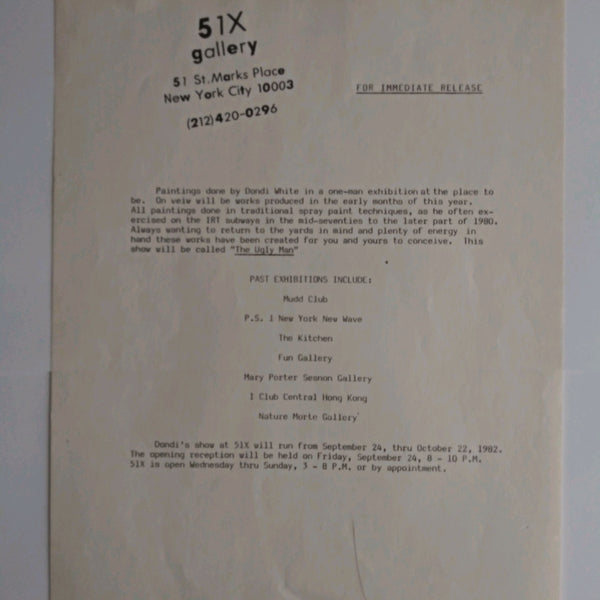 51X
gallery
51 St.Marks Place
New York City 10003
(212)420-0296
FOR IMMEDIATE RELEASE
Paintings done by Dondi White in a one-man exhibition at the place to
be. On veiw will be works produced in the early months of this year.
All paintings done in traditional spray paint techniques, as he often ex-
ercised on the IRT subways in the mid-seventies to the later part of 1980.
Always wanting to return to the yards in mind and plenty of energy in
hand these works have been created for you and yours to conceive. This
show will be called "The Ugly Man"
PAST EXHIBITIONS INCLUDE:
Mudd Club
P.S. 1 New York New Wave
The Kitchen
Fun Gallery
Mary Porter Sesnon Gallery
I Club Central Hong Kong
Nature Morte Gallery
Dondi's show at 51X will run from September 24, thru October 22, 1982.
The opening reception will be held on Friday, September 24, 8 - 10 P.M.
51X is open Wednesday thru Sunday, 3 - 8 P.M. or by appointment.